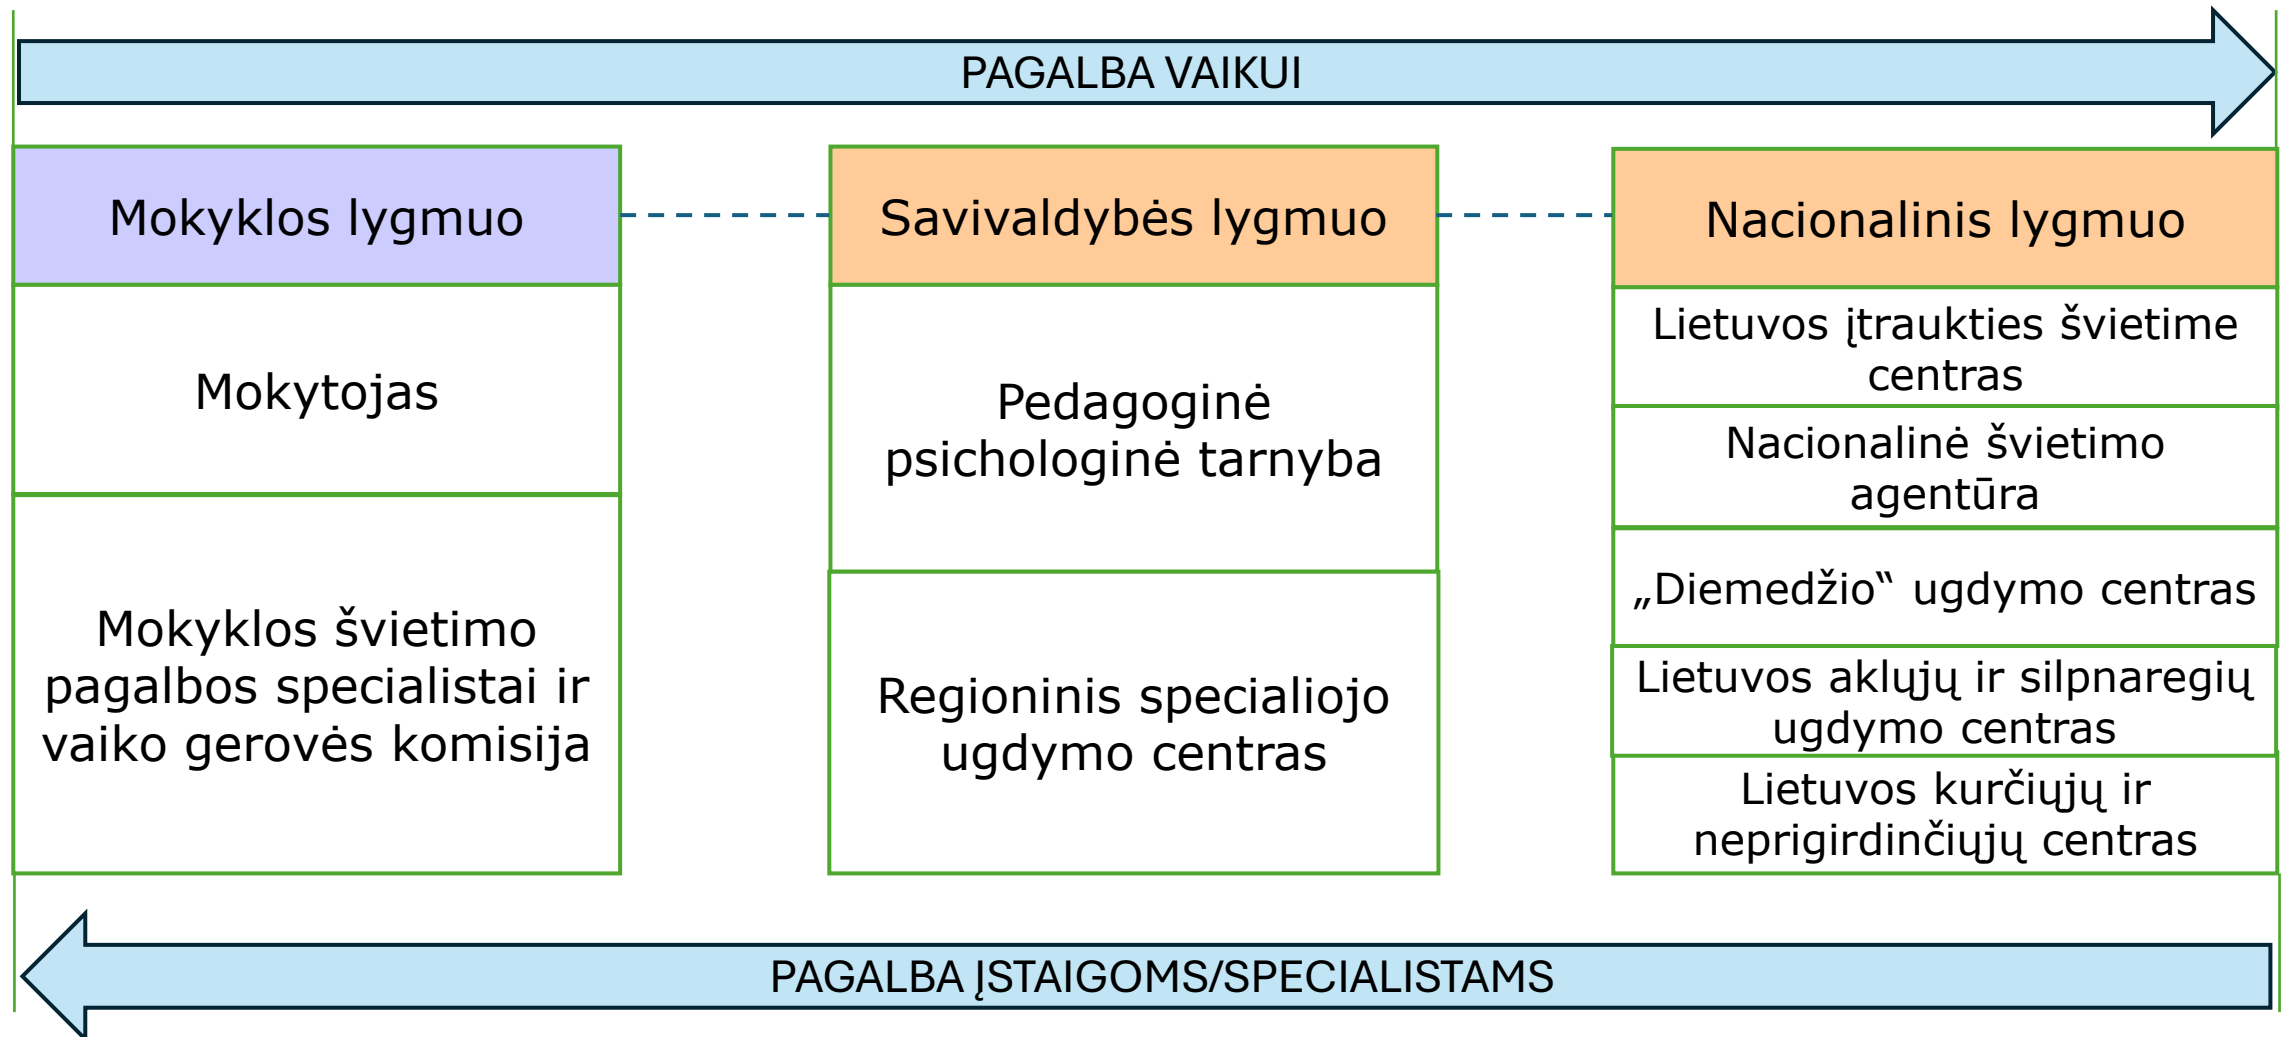 PAGALBA VAIKUI
Mokyklos lygmuo
Mokytojas
Mokyklos švietimo
pagalbos specialistai ir
vaiko gerovės komisija
Savivaldybės lygmuo
Pedagoginė
psichologinė tarnyba
Regioninis specialiojo
ugdymo centras
Nacionalinis lygmuo
Lietuvos įtraukties švietime
centras
Nacionalinė švietimo
agentūra
„Diemedžio“ ugdymo centras
Lietuvos aklųjų ir silpnaregių
ugdymo centras
Lietuvos kurčiųjų ir
neprigirdinčiųjų centras
PAGALBA ĮSTAIGOMS/SPECIALISTAMS